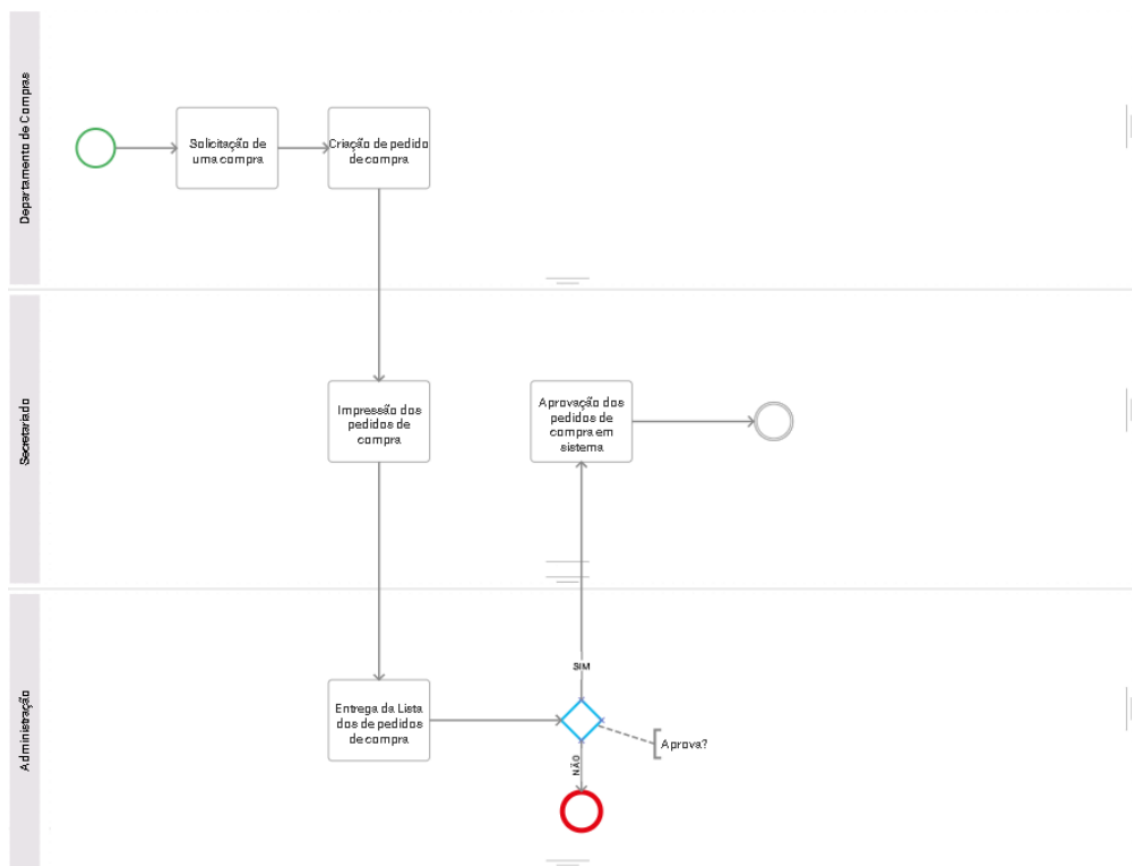 Departamento de Compras
Solicitação de
uma compra
Criação de pedido
de compra
Secretariado
Impressão dos
pedidos de
compra
Aprovação dos
pedidos de
compra em
sistema
Administração
Entrega da Lista
dos de pedidos
de compra
SIM
Aprova?
NÃO